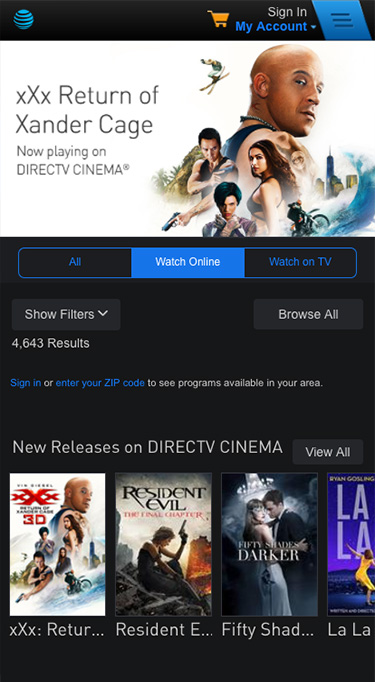 Sign In
My Account
xXx Return of
Xander Cage
Now playing on
DIRECTV CINEMA®
All
Watch Online
Watch on TV
Show Filters
Browse All
4,643 Results
Sign in or enter your ZIP code to see programs available in your area.
New Releases on DIRECTV CINEMA
View All
VIN DIESEL
xXx
RETURN OF
XANDER CAGE
3D
RESIDENT
EVIL
THE FINAL CHAPTER
FIFTY SHADES
DARKER
RYAN GOSLING
LA
LA
WRITTEN AND DIRECTED
xXx: Retur...
Resident E...
Fifty Shad...
La La